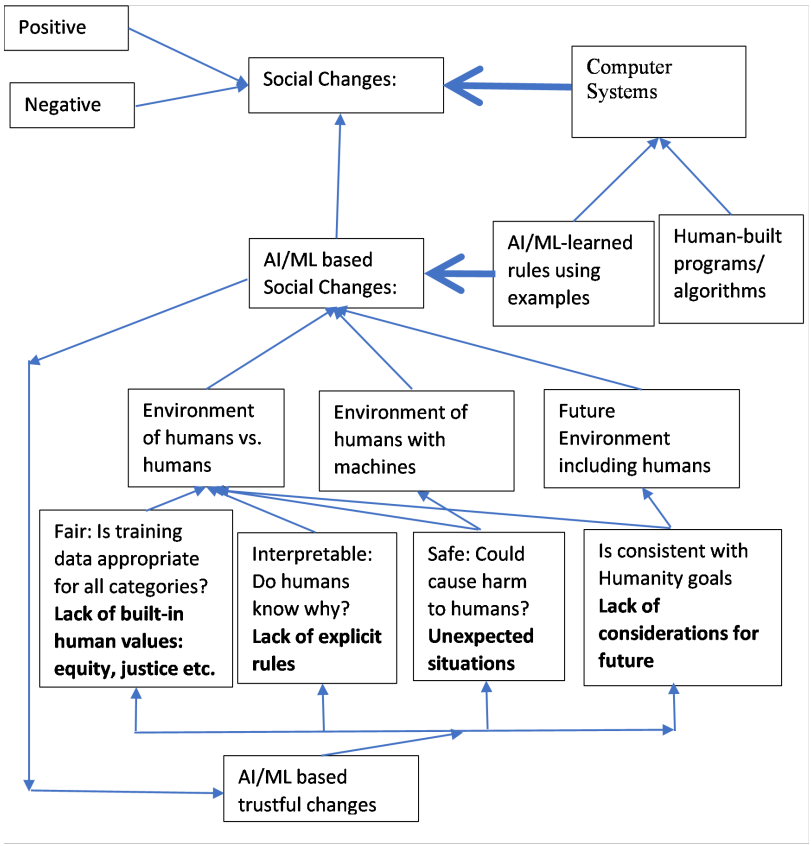 Positive
Negative
Social Changes:
Computer
Systems
AI/ML based
Social Changes:
AI/ML-learned
rules using
examples
Human-built
programs/
algorithms
Environment
of humans vs.
humans
Environment of
humans with
machines
Future
Environment
including humans
Fair: Is training
data appropriate
for all categories?
Lack of built-in
human values:
equity, justice etc.
Interpretable:
Do humans
know why?
Lack of explicit
rules
Safe: Could
cause harm
to humans?
Unexpected
situations
Is consistent with
Humanity goals
Lack of
considerations for
future
AI/ML based
trustful changes